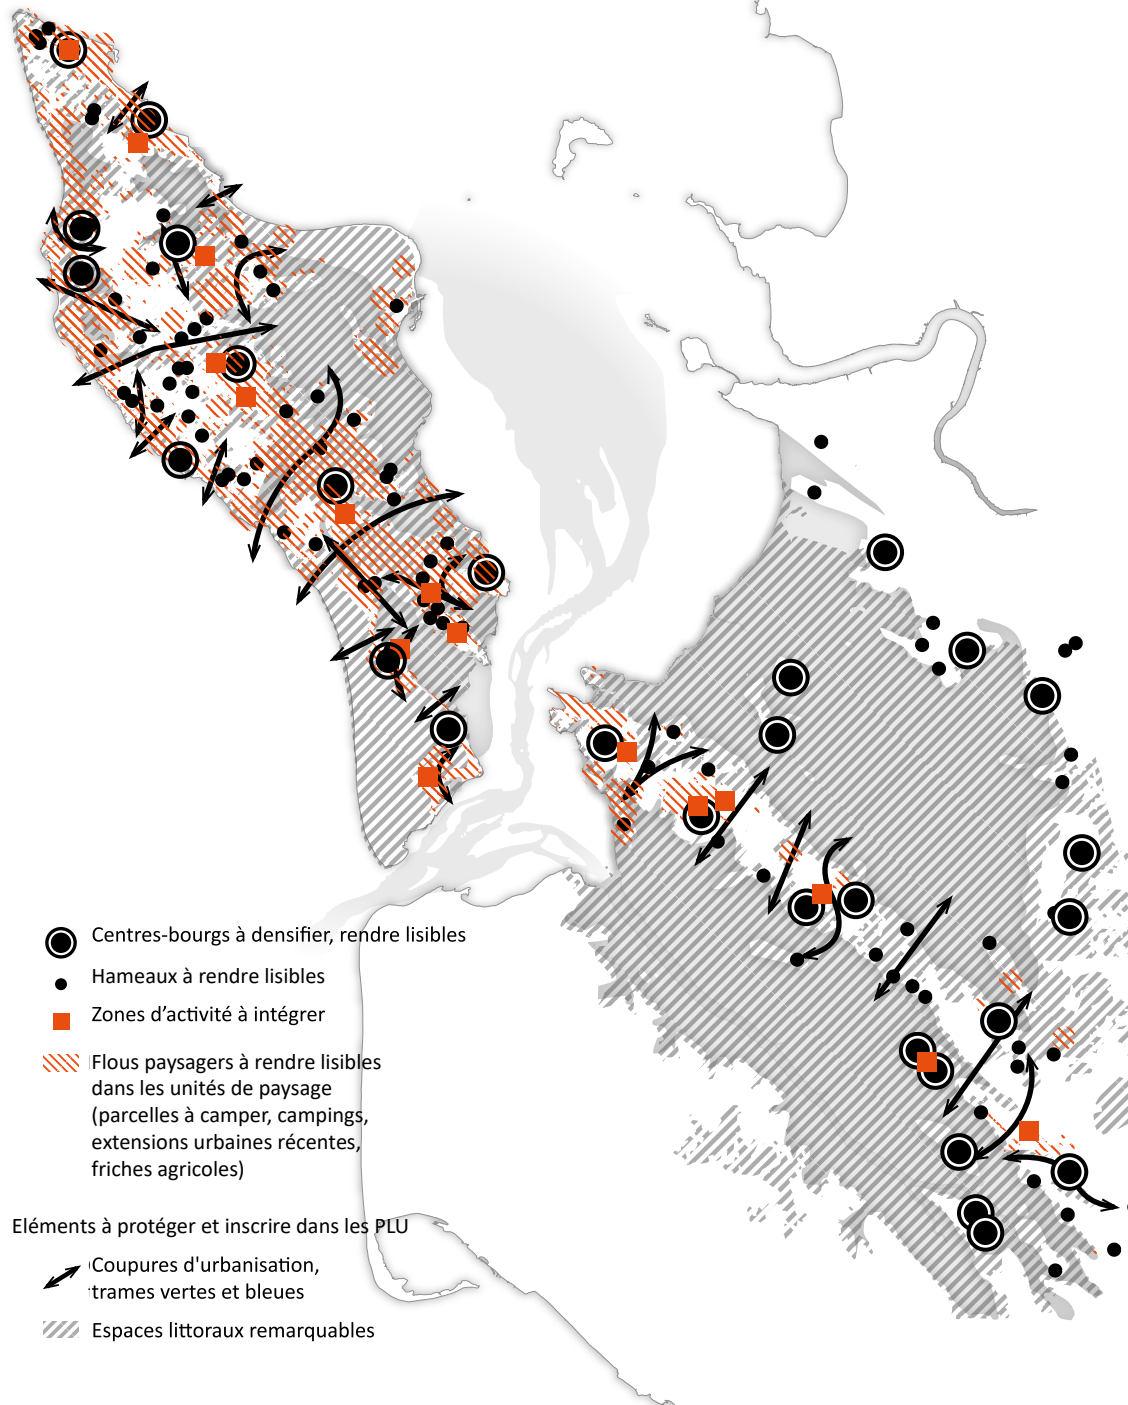 Centres-bourgs à densifier, rendre lisibles
Hameaux à rendre lisibles
Zones d’activité à intégrer
Flous paysagers à rendre lisibles
dans les unités de paysage
(parcelles à camper, campings,
extensions urbaines récentes,
friches agricoles)
Eléments à protéger et inscrire dans les PLU
Coupures d'urbanisation,
trames vertes et bleues
Espaces littoraux remarquables